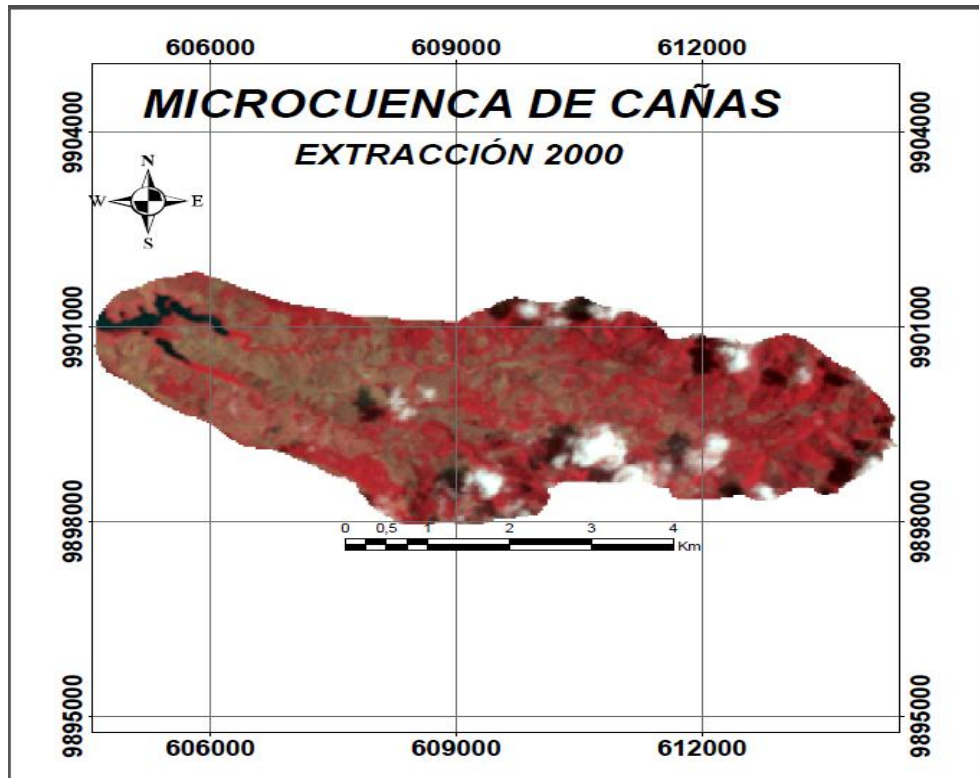 606000 609000 612000
MICROCUENCA DE CAÑAS
9904000 9904000
EXTRACCIÓN 2000
N
W E
S
9901000 9901000
9898000 9898000
0 0,5 1 2 3 4
Km
9895000 9895000
606000 609000 612000